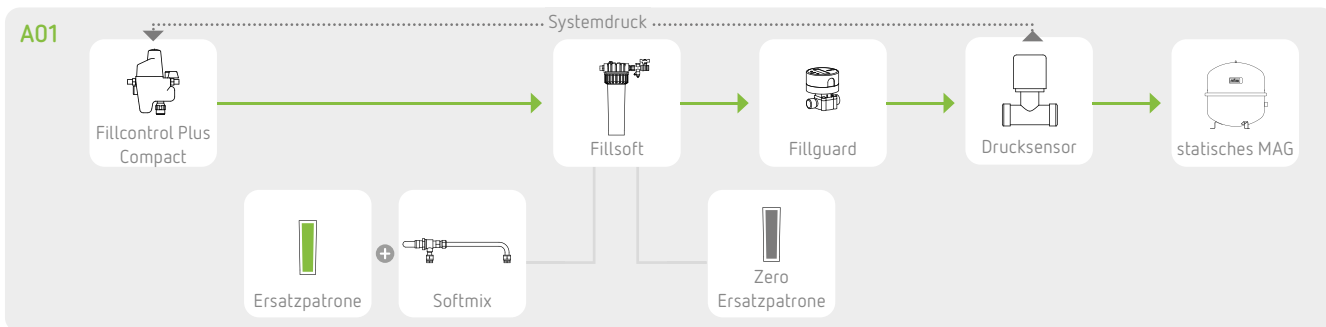 A01
Systemdruck
Fillcontrol Plus
Compact
Fillsoft
Fillguard
Drucksensor
statisches MAG
Ersatzpatrone
Softmix
Zero
Ersatzpatrone